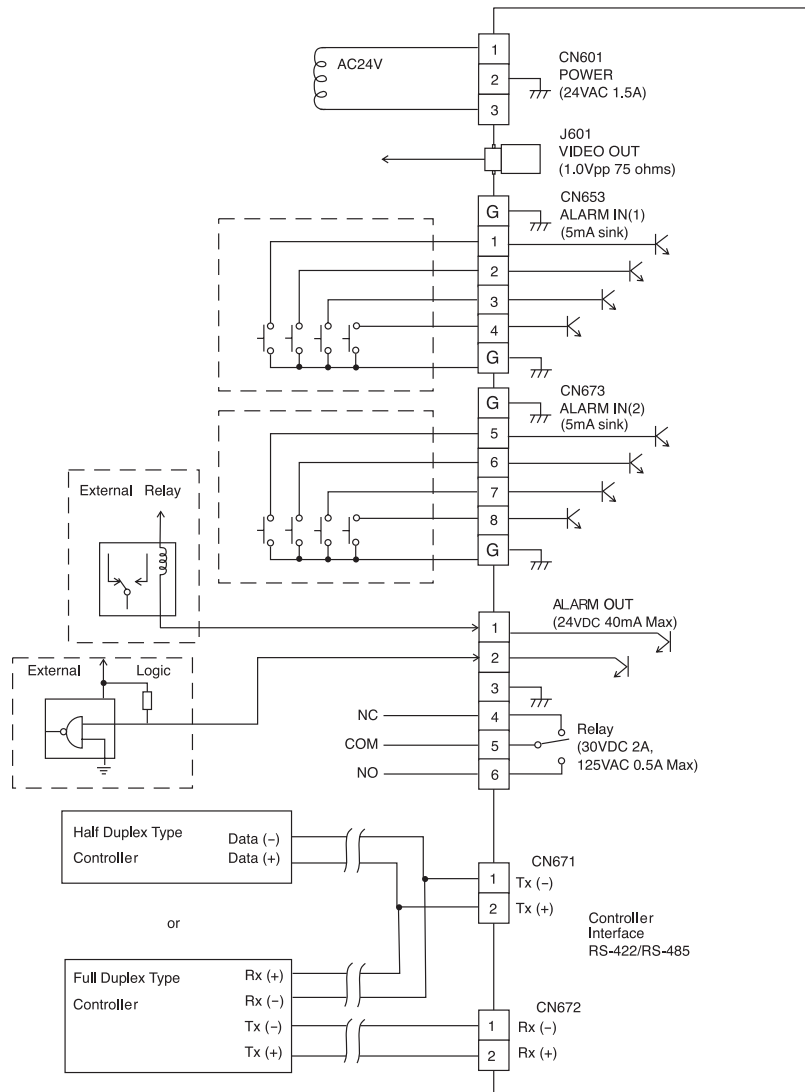 AC24V
1
2
3
CN601
POWER
(24VAC 1.5A)
J601
VIDEO OUT
(1.0Vpp 75 ohms)
G
1
2
3
4
G
CN653
ALARM IN(1)
(5mA sink)
G
5
6
7
8
G
CN673
ALARM IN(2)
(5mA sink)
External Relay
External Logic
1
2
3
4
5
6
ALARM OUT
(24VDC 40mA Max)
NC
COM
NO
Relay
(30VDC 2A,
125VAC 0.5A Max)
Half Duplex Type
Controller
Data (−)
Data (+)
or
Full Duplex Type
Controller
Rx (+)
Rx (−)
Tx (−)
Tx (+)
CN671
1 Tx (−)
2 Tx (+)
Controller
Interface
RS-422/RS-485
CN672
1 Rx (−)
2 Rx (+)